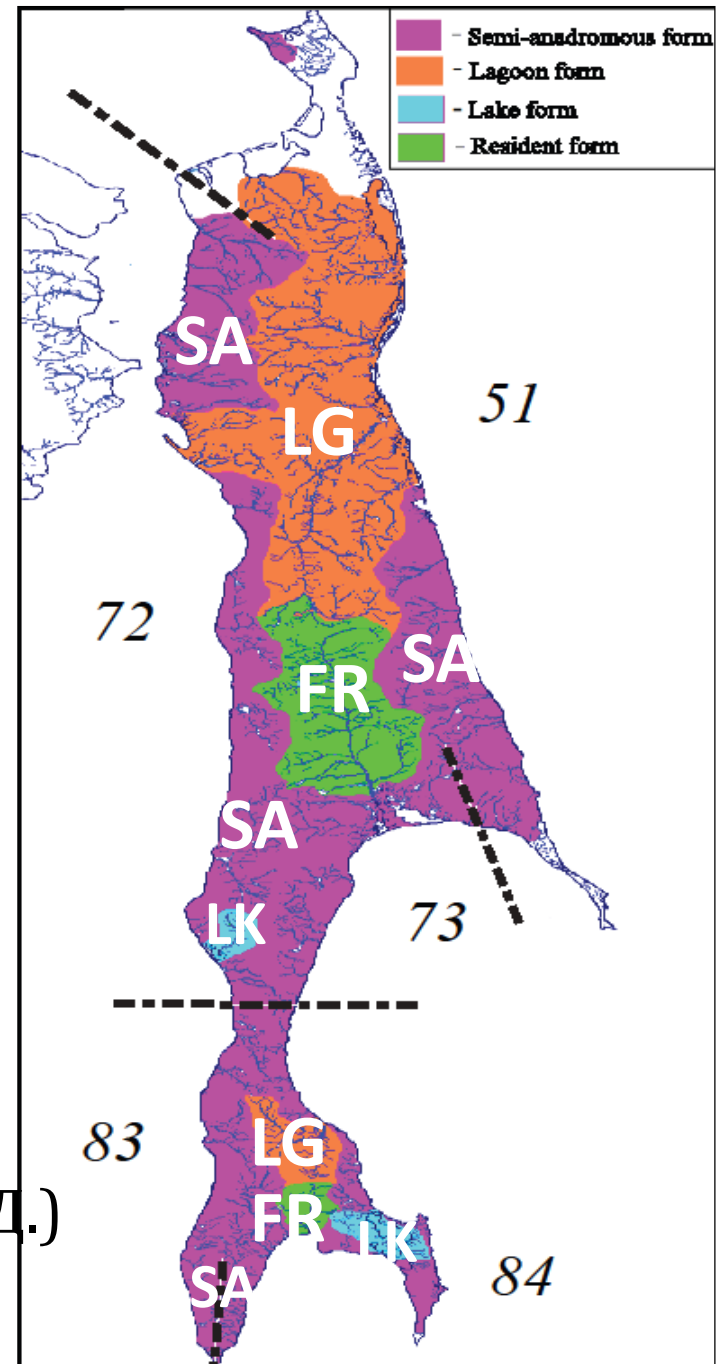 - Semi-anadromous form
- Lagoon form
- Lake form
- Resident form
SA
51
LG
72
SA
FR
SA
LK
73
83
LG
FR
д.)
LK
SA
84